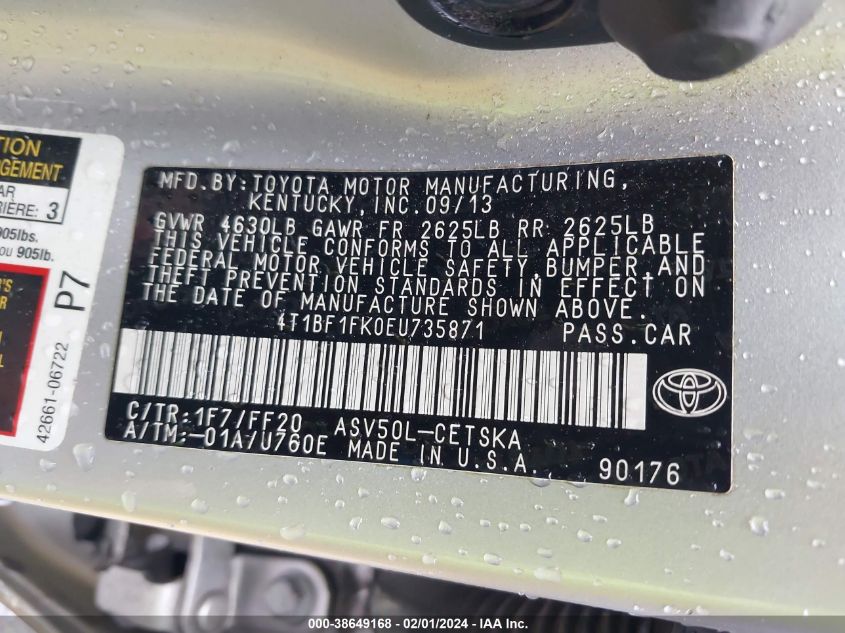 TION
GEMENT
AR
RIÈRE: 3
905lbs.
OU 905lb.
R'S
R
L
P7
42661-06722
MFD.BY:TOYOTA MOTOR MANUFACTURING,
KENTUCKY,INC.09/13
GVWR 4630LB GAWR FR 2625LB RR 2625LB
THIS VEHICLE CONFORMS TO ALL APPLICABLE
FEDERAL MOTOR VEHICLE SAFETY,BUMPER,AND
THEFT PREVENTION STANDARDS IN EFFECT ON
THE DATE OF MANUFACTURE SHOWN ABOVE.
4T1BF1FK0EU735871 PASS.CAR
C/TR:1F7/FF20 ASV50L-CETSKA
A/TM:-01A/U760E MADE IN U.S.A. 90176
000-38649168 - 02/01/2024 - IAA Inc.